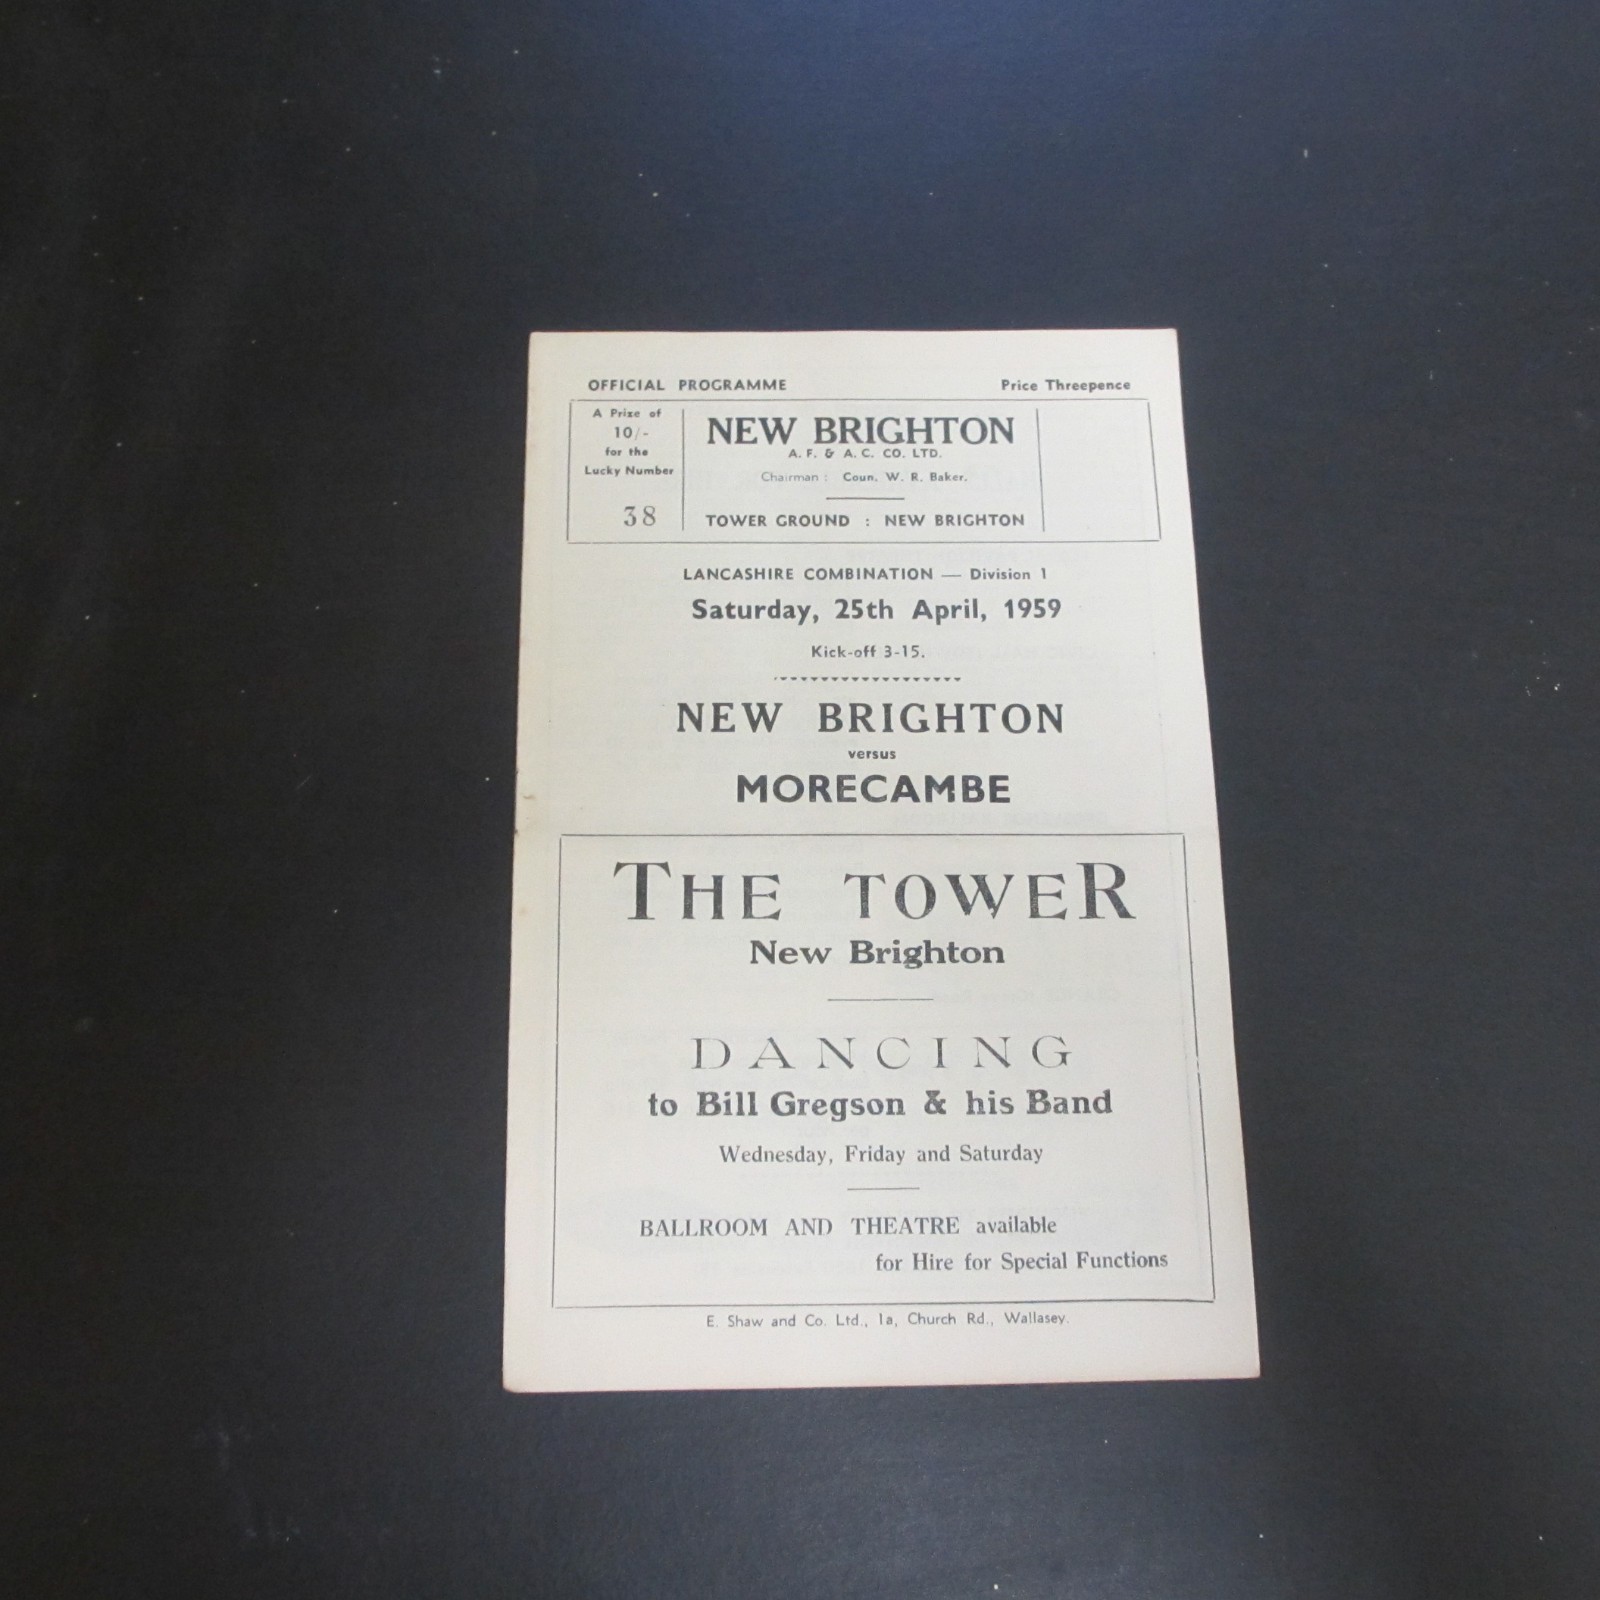 OFFICIAL PROGRAMME Price Threepence
A Prize of
10/-
for the
Lucky Number
38
NEW BRIGHTON
A. F. & A. C. CO. LTD.
Chairman : Coun. W. R. Baker.
TOWER GROUND : NEW BRIGHTON
LANCASHIRE COMBINATION — Division 1
Saturday, 25th April, 1959
Kick-off 3-15.
NEW BRIGHTON
versus
MORECAMBE
THE TOWER
New Brighton
DANCING
to Bill Gregson & his Band
Wednesday, Friday and Saturday
BALLROOM AND THEATRE available
for Hire for Special Functions
E. Shaw and Co. Ltd., 1a, Church Rd., Wallasey.